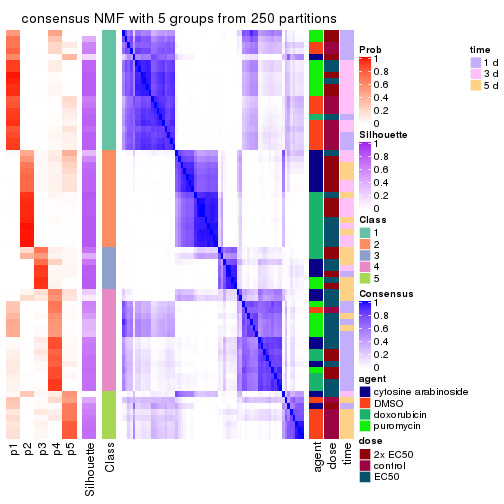 consensus NMF with 5 groups from 250 partitions
Prob
1
0.8
0.6
0.4
0.2
0
Silhouette
1
0.8
0.6
0.4
0.2
0
Class
1
2
3
4
5
Consensus
1
0.8
0.6
0.4
0.2
0
agent
cytosine arabinoside
DMSO
doxorubicin
puromycin
dose
2x EC50
control
EC50
time
1 d
3 d
5 d
p1
p2
p3
p4
p5
Silhouette
Class
agent
dose
time